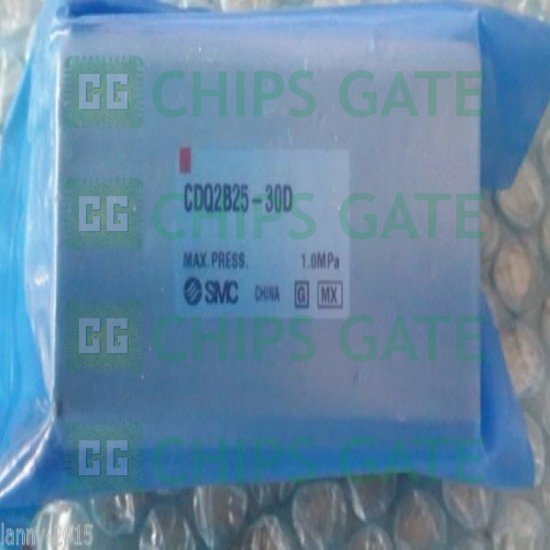 CG CHIPS GATE
CDQ2B25-30D
CG CHIPS GATE
MAX.PRESS. 1.0MPa
SMC CHINA G MX
CG CHIPS GATE
CG CHIPS GATE